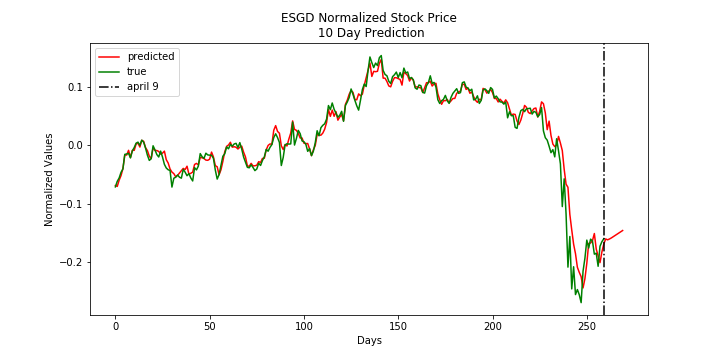 ESGD Normalized Stock Price
10 Day Prediction
predicted
true
april 9
Normalized Values
0.1
0.0
−0.1
−0.2
0
50
100
150
200
250
Days